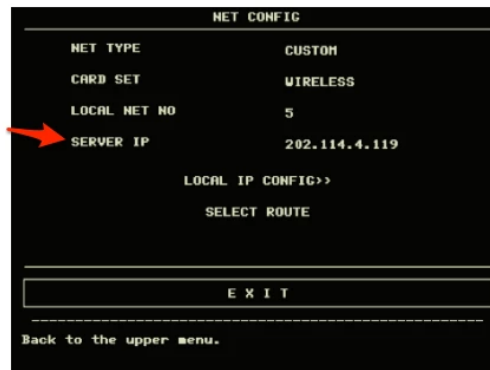 NET CONFIG
NET TYPE CUSTOM
CARD SET WIRELESS
LOCAL NET NO 5
SERVER IP 202.114.4.119
LOCAL IP CONFIG>>
SELECT ROUTE
E X I T
Back to the upper menu.